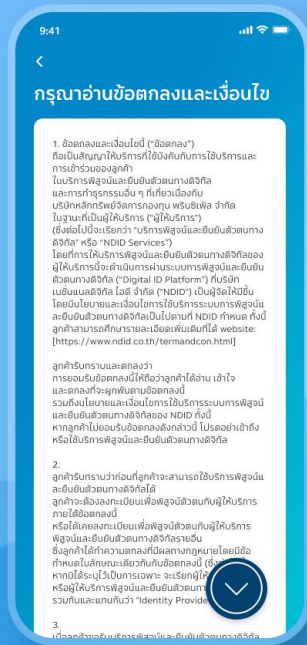 9:41
กรุณาอ่านข้อตกลงและเงื่อนไข
1. ข้อตกลงและเงื่อนไขนี้ (“ข้อตกลง”)
ถือเป็นสัญญาให้บริการที่ใช้บังคับกับการใช้บริการและ
การเข้าร่วมของลูกค้า
ในบริการพิสูจน์และยืนยันตัวตนทางดิจิทัล
และการทำธุรกรรมอื่น ๆ ที่เกี่ยวเนื่องกับ
บริษัทหลักทรัพย์จัดการกองทุน พรินซิเพิล จำกัด
ในฐานะที่เป็นผู้ให้บริการ (“ผู้ให้บริการ”)
(ซึ่งต่อไปนี้จะเรียกว่า “บริการพิสูจน์และยืนยันตัวตนทาง
ดิจิทัล” หรือ “NDID Services”)
โดยที่การให้บริการพิสูจน์และยืนยันตัวตนทางดิจิทัลของ
ผู้ให้บริการนี้จะดำเนินการผ่านระบบการพิสูจน์และยืนยัน
ตัวตนทางดิจิทัล (“Digital ID Platform”) ที่บริษั
เนชั่นแนลดิจิทัล ไอดี จำกัด (“NDID”) เป็นผู้จัดให้มีขึ้น
โดยมีนโยบายและเงื่อนไขการใช้บริการระบบการพิสูจน์แ
ละยืนยันตัวตนทางดิจิทัลเป็นไปตามที่ NDID กำหนด ทั้งนี้
ลูกค้าสามารถศึกษารายละเอียดเพิ่มเติมที่ได้ website:
[https://www.ndid.co.th/termandcon.html]
ลูกค้ารับทราบและตกลงว่า
การยอมรับข้อตกลงนี้ให้ถือว่าลูกค้าได้อ่าน เข้าใจ
และตกลงที่จะผูกพันตามข้อตกลงนี้
รวมถึงนโยบายและเงื่อนไขการใช้บริการระบบการพิสูจน์
และยืนยันตัวตนทางดิจิทัลของ NDID ทั้งนี้
หากลูกค้าไม่ยอมรับข้อตกลงดังกล่าวนี้ โปรดอย่าเข้าถึง
หรือใช้บริการพิสูจน์และยืนยันตัวตนทางดิจิทัล
2.
ลูกค้ารับทราบว่าก่อนที่ลูกค้าจะสามารถใช้บริการพิสูจน์แ
ละยืนยันตัวตนทางดิจิทัลได้
ลูกค้าจะต้องลงทะเบียนเพื่อพิสูจน์ตัวตนกับผู้ให้บริการ
ภายใต้ข้อตกลงนี้
หรือได้เคยลงทะเบียนเพื่อพิสูจน์ตัวตนกับผู้ให้บริการ
พิสูจน์และยืนยันตัวตนทางดิจิทัลรายอื่น
ซึ่งลูกค้าได้ทำความตกลงที่มีผลทางกฎหมายโดยมีข้อ
กำหนดในลักษณะเดียวกันกับข้อตกลงนี้
หากมิได้ระบุไว้เป็นการเฉพาะ จะเรียกผู้ให้
หรือผู้ให้บริการพิสูจน์และยืนยันตัวตน
รวมกันและแทนกันว่า “Identity Provide
3.
เมื่อลูกค้าขอรับบริการพิสูจน์และยืนยันตัวตนทางดิจิทัล